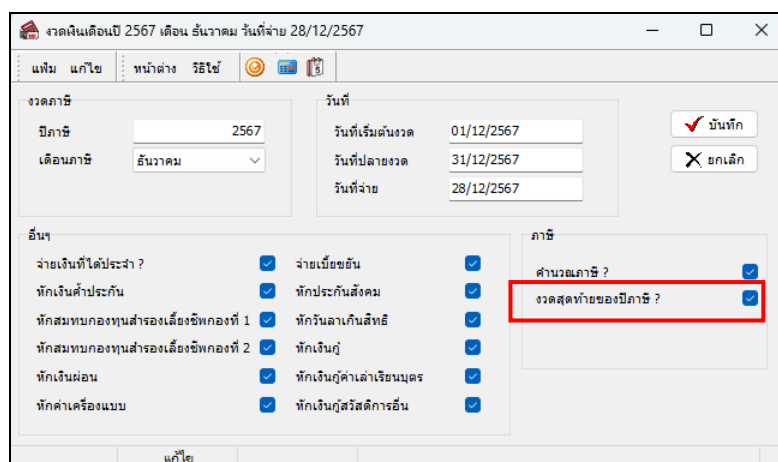 งวดเงินเดือนปี 2567 เดือน ธันวาคม วันที่จ่าย 28/12/2567
แฟ้ม แก้ไข หน้าต่าง วิธีใช้
งวดภาษี
ปีภาษี 2567
เดือนภาษี ธันวาคม
วันที่
วันที่เริ่มต้นงวด 01/12/2567
วันที่ปลายงวด 31/12/2567
วันที่จ่าย 28/12/2567
บันทึก
ยกเลิก
อื่นๆ
จ่ายเงินที่ได้ประจำ ? จ่ายเบี้ยขยัน
หักเงินค้ำประกัน หักประกันสังคม
หักสมทบกองทุนสำรองเลี้ยงชีพกองที่ 1 หักวันลาเกินสิทธิ
หักสมทบกองทุนสำรองเลี้ยงชีพกองที่ 2 หักเงินกู้
หักเงินผ่อน หักเงินกู้ค่าเล่าเรียนบุตร
หักค่าเครื่องแบบ หักเงินกู้สวัสดิการอื่น
ภาษี
คำนวณภาษี ?
งวดสุดท้ายของปีภาษี ?
แก้ไข